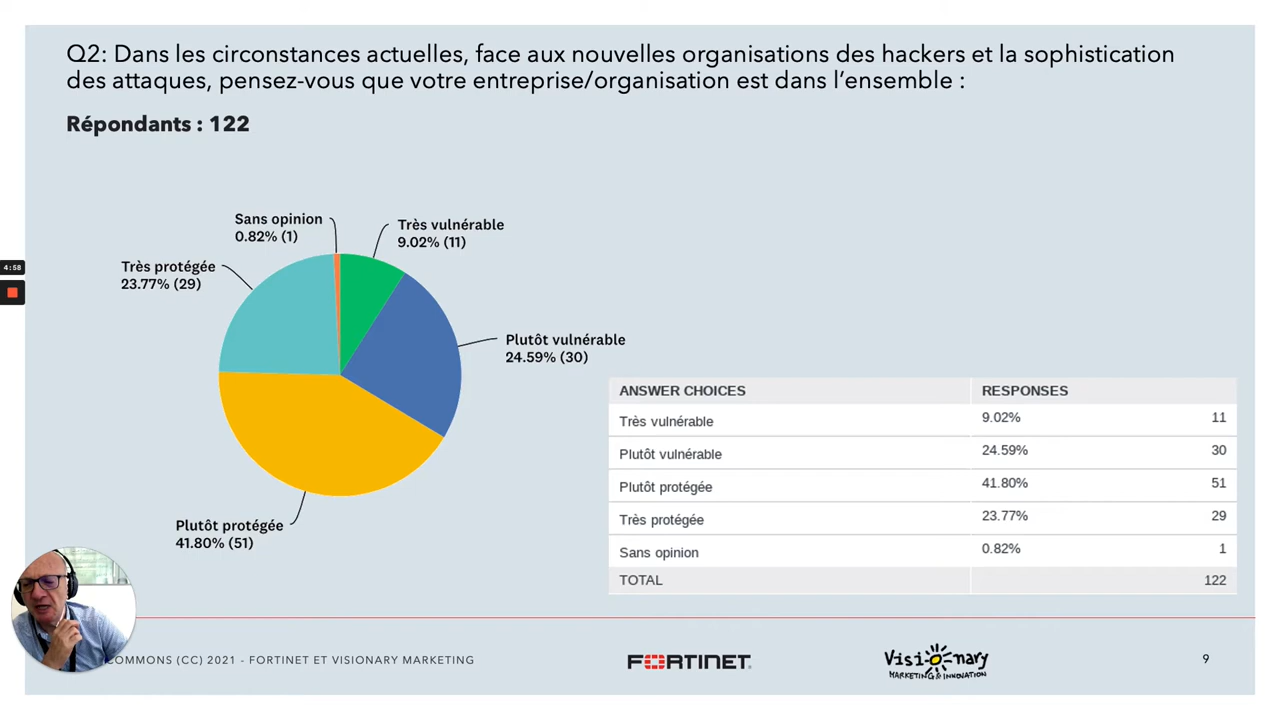 Q2: Dans les circonstances actuelles, face aux nouvelles organisations des hackers et la sophistication
des attaques, pensez-vous que votre entreprise/organisation est dans l’ensemble :
Répondants : 122
Sans opinion
0.82% (1)
Très vulnérable
9.02% (11)
Très protégée
23.77% (29)
Plutôt vulnérable
24.59% (30)
Plutôt protégée
41.80% (51)
4:58
ANSWER CHOICES RESPONSES
Très vulnérable 9.02% 11
Plutôt vulnérable 24.59% 30
Plutôt protégée 41.80% 51
Très protégée 23.77% 29
Sans opinion 0.82% 1
TOTAL 122
COMMONS (CC) 2021 - FORTINET ET VISIONARY MARKETING
FORTINET
Visionary
MARKETING & INNOVATION
9